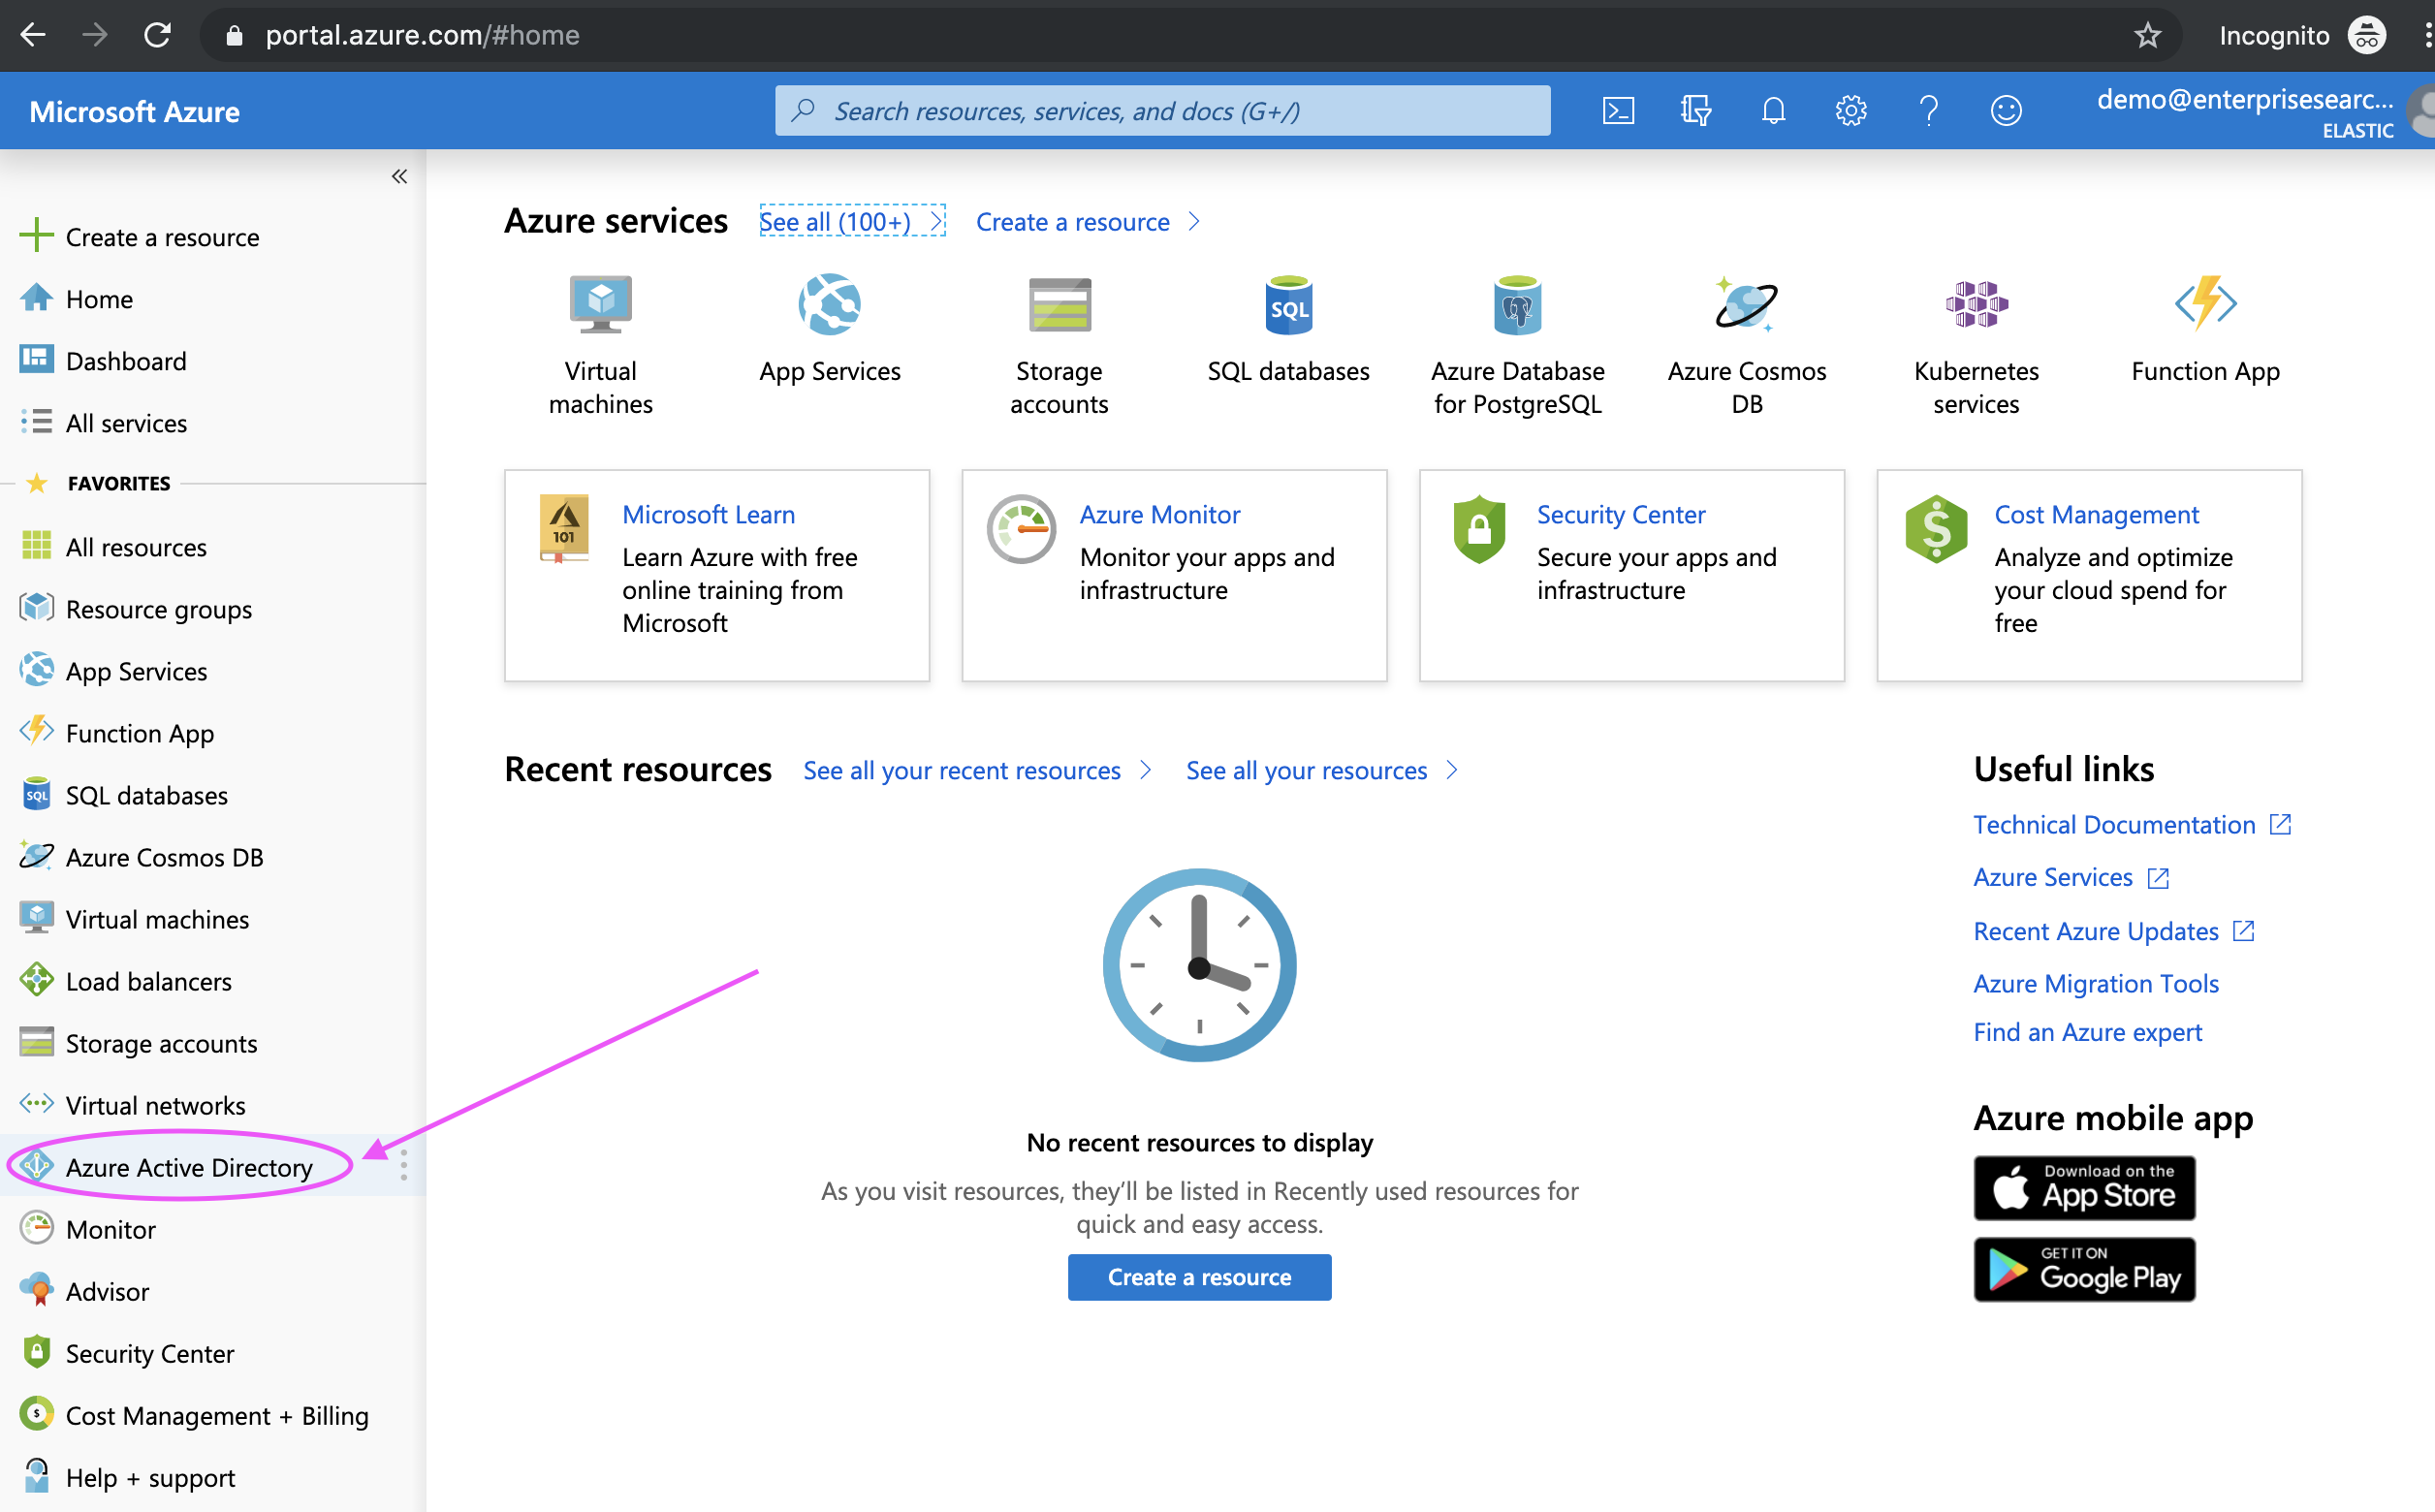 portal.azure.com/#home
Incognito
Microsoft Azure
Search resources, services, and docs (G+/)
demo@enterprisesearc...
ELASTIC
Create a resource
Home
Dashboard
All services
FAVORITES
All resources
Resource groups
App Services
Function App
SQL
SQL databases
Azure Cosmos DB
Virtual machines
Load balancers
Storage accounts
Virtual networks
Azure Active Directory
Monitor
Advisor
Security Center
Cost Management + Billing
Help + support
Azure services
See all (100+)
Create a resource
Virtual
machines
App Services
Storage
accounts
SQL
SQL databases
Azure Database
for PostgreSQL
Azure Cosmos
DB
Kubernetes
services
Function App
101
Microsoft Learn
Learn Azure with free
online training from
Microsoft
Azure Monitor
Monitor your apps and
infrastructure
Security Center
Secure your apps and
infrastructure
Cost Management
Analyze and optimize
your cloud spend for
free
Recent resources
See all your recent resources
See all your resources
No recent resources to display
As you visit resources, they'll be listed in Recently used resources for
quick and easy access.
Create a resource
Useful links
Technical Documentation
Azure Services
Recent Azure Updates
Azure Migration Tools
Find an Azure expert
Azure mobile app
Download on the
App Store
GET IT ON
Google Play